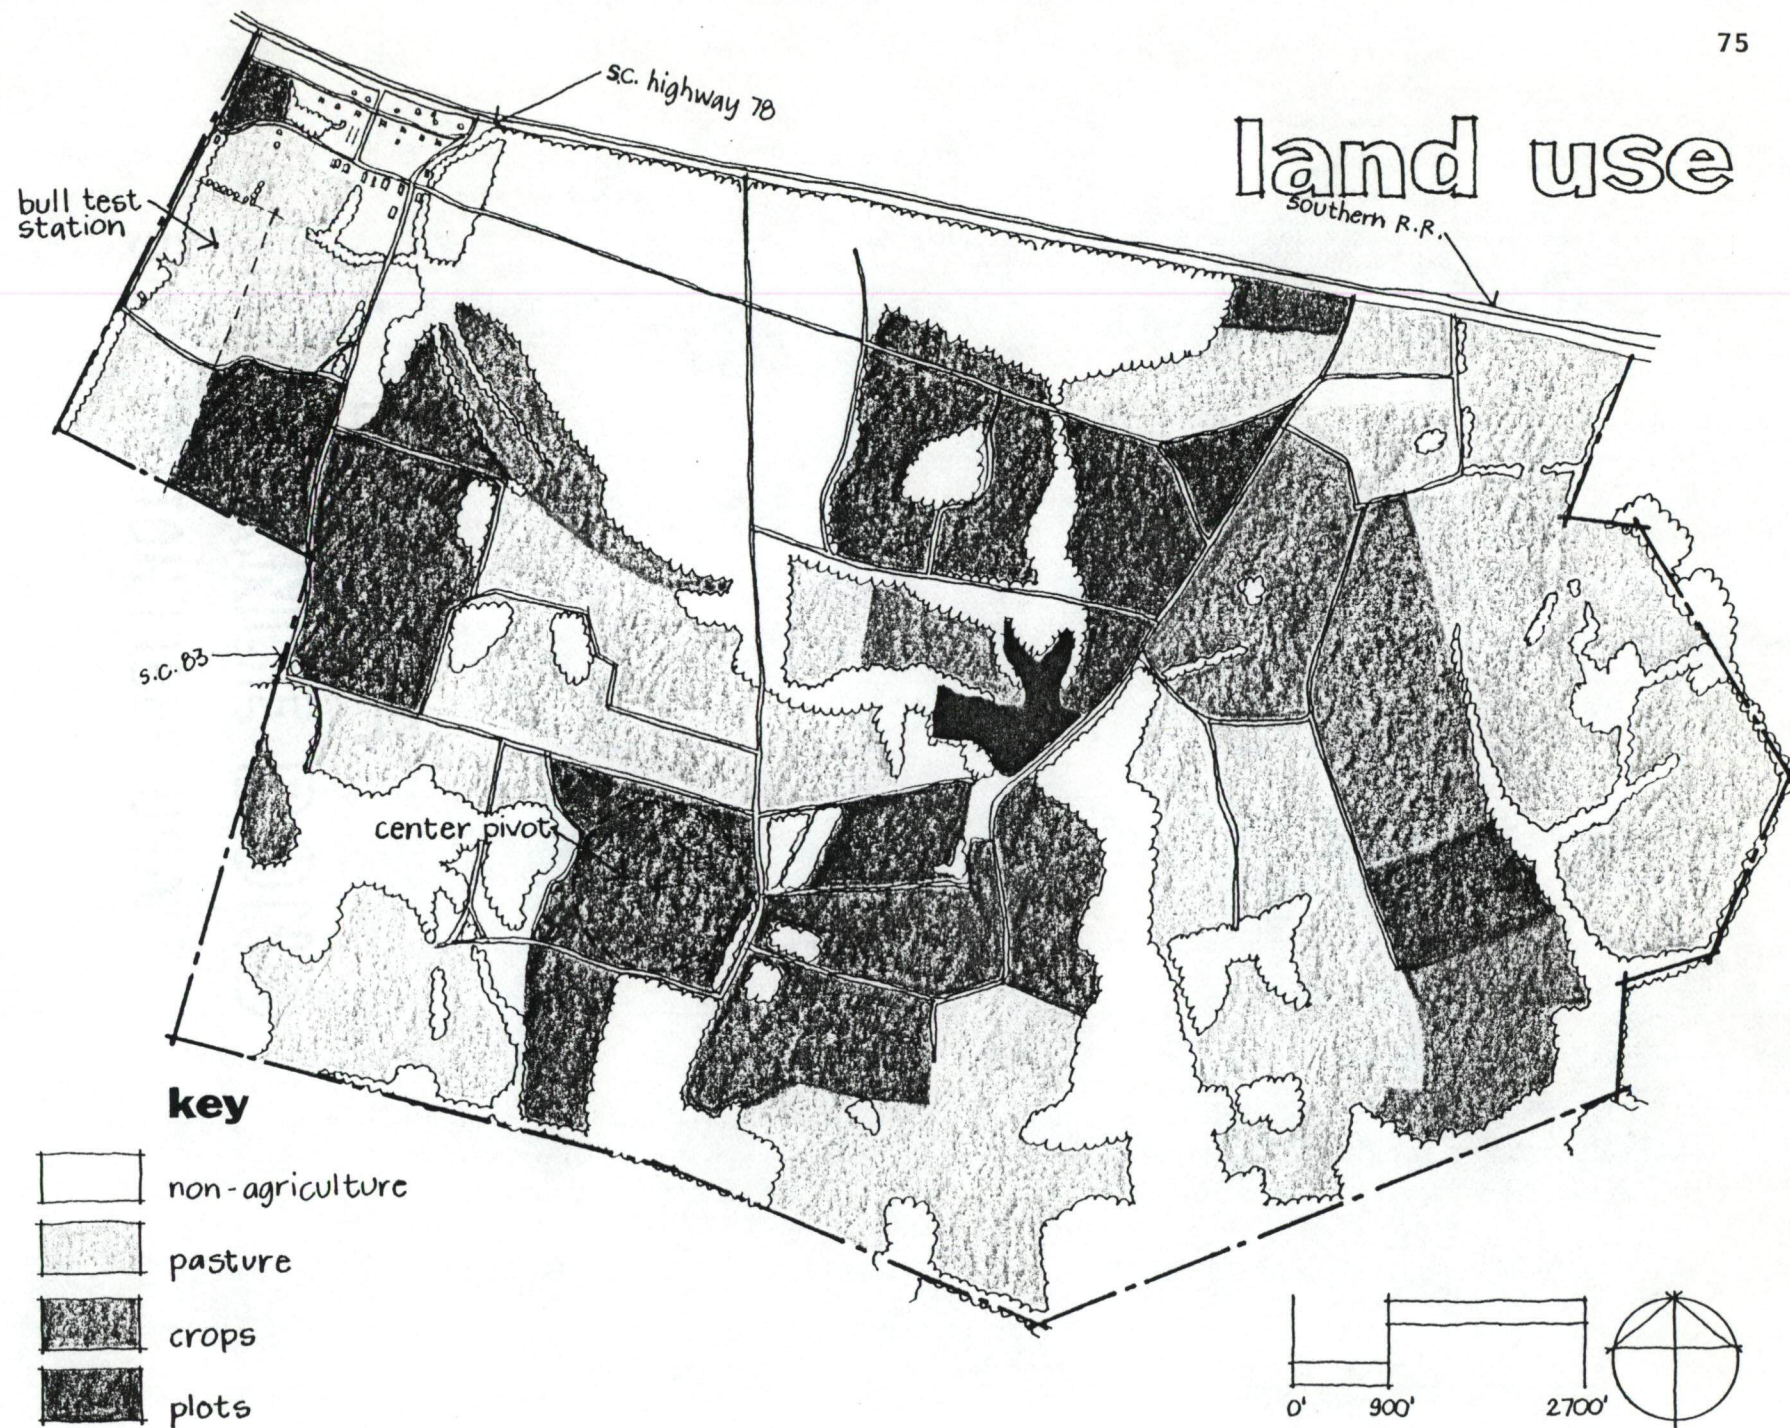 75
s.c. highway 78
land use
southern R.R.
bull test
station
s.c. 83
center pivot
key
non-agriculture
pasture
crops
plots
0' 900' 2700'